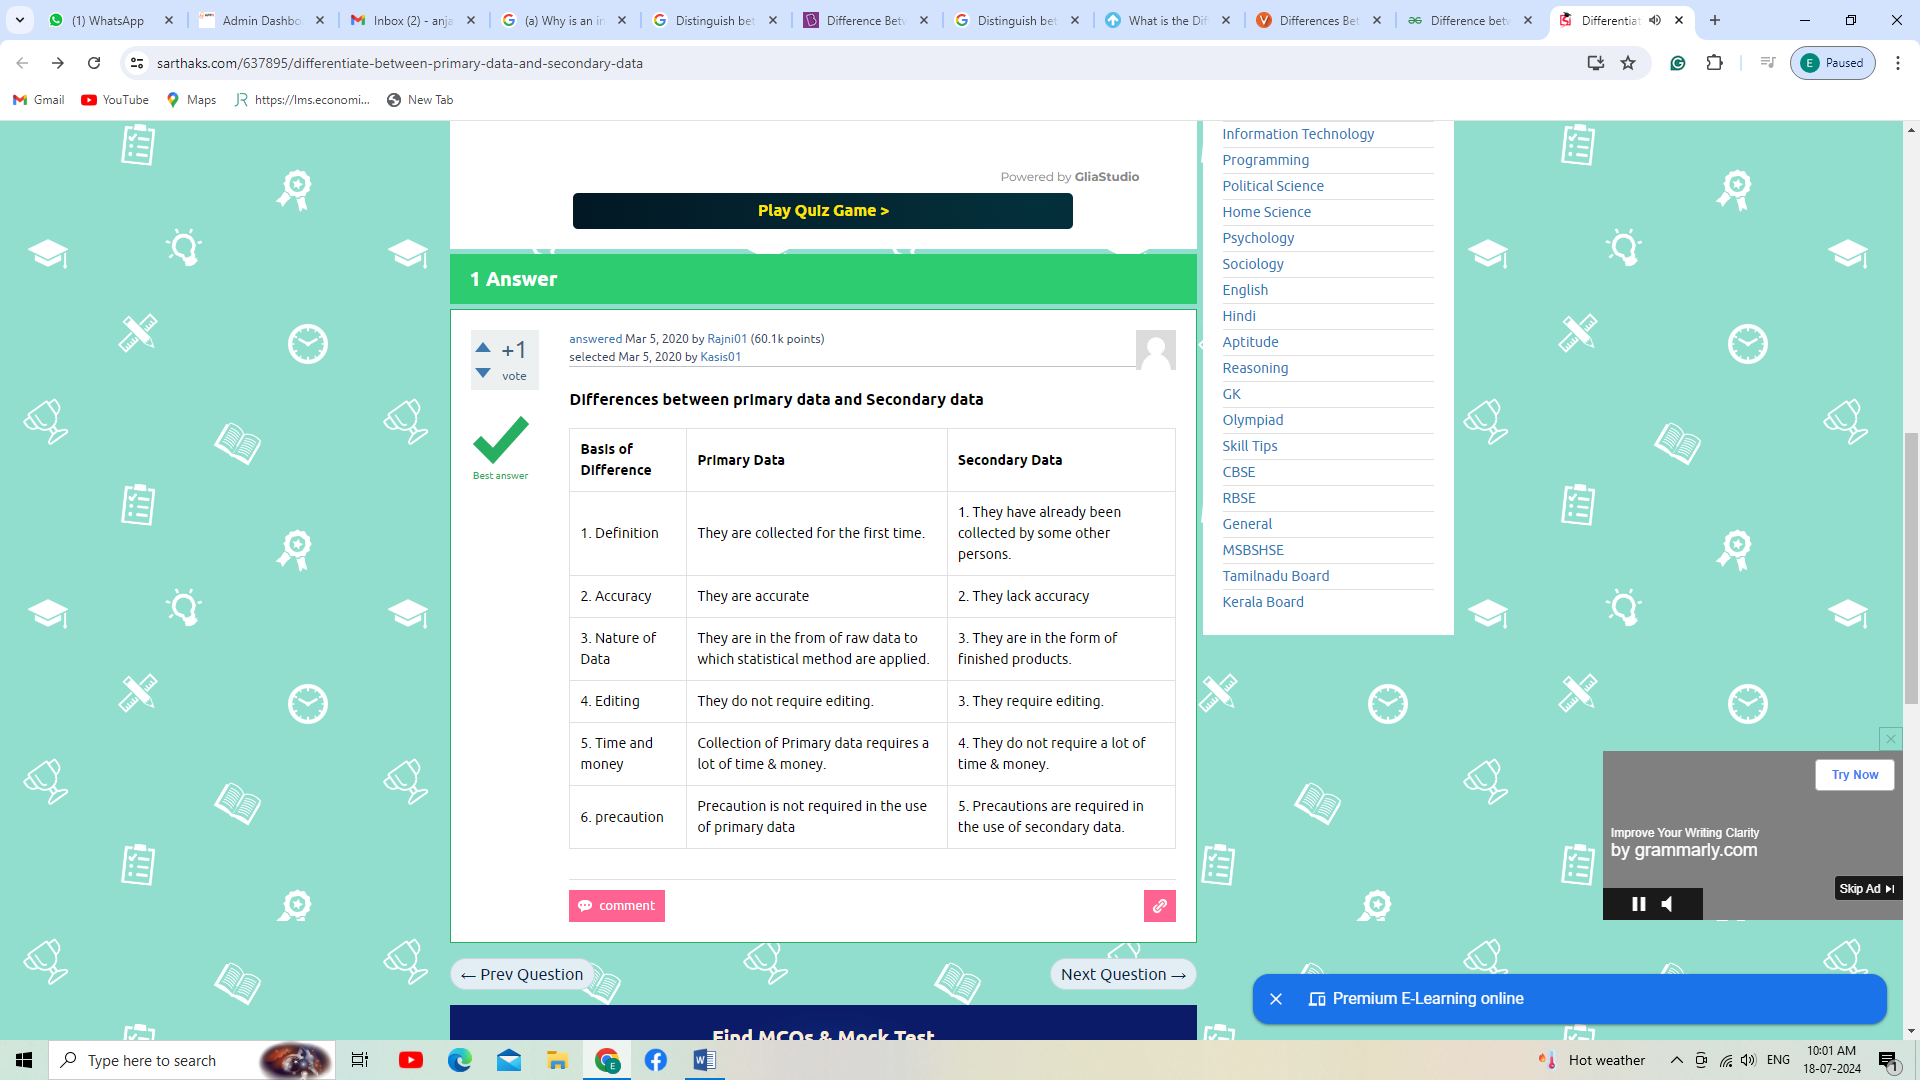 (1) WhatsApp
Admin Dashbo
Inbox (2) - anja
(a) Why is an in
Distinguish bet
Difference Betw
Distinguish bet
What is the Dif
Differences Bet
Difference betw
Differentiat
sarthaks.com/637895/differentiate-between-primary-data-and-secondary-data
E
Paused
Gmail
YouTube
Maps
https://lms.economi...
New Tab
Powered by GliaStudio
Play Quiz Game >
1 Answer
+1
vote
Best answer
answered Mar 5, 2020 by Rajni01 (60.1k points)
selected Mar 5, 2020 by Kasis01
Differences between primary data and Secondary data
Basis of
Difference
Primary Data
Secondary Data
1. Definition
They are collected for the first time.
1. They have already been
collected by some other
persons.
2. Accuracy
They are accurate
2. They lack accuracy
3. Nature of
Data
They are in the from of raw data to
which statistical method are applied.
3. They are in the form of
finished products.
4. Editing
They do not require editing.
3. They require editing.
5. Time and
money
Collection of Primary data requires a
lot of time & money.
4. They do not require a lot of
time & money.
6. precaution
Precaution is not required in the use
of primary data
5. Precautions are required in
the use of secondary data.
comment
← Prev Question
Next Question →
Find MCQs & Mock Test
Information Technology
Programming
Political Science
Home Science
Psychology
Sociology
English
Hindi
Aptitude
Reasoning
GK
Olympiad
Skill Tips
CBSE
RBSE
General
MSBSHSE
Tamilnadu Board
Kerala Board
Try Now
Improve Your Writing Clarity
by grammarly.com
Skip Ad
Premium E-Learning online
Type here to search
Hot weather
ENG
10:01 AM
18-07-2024
1